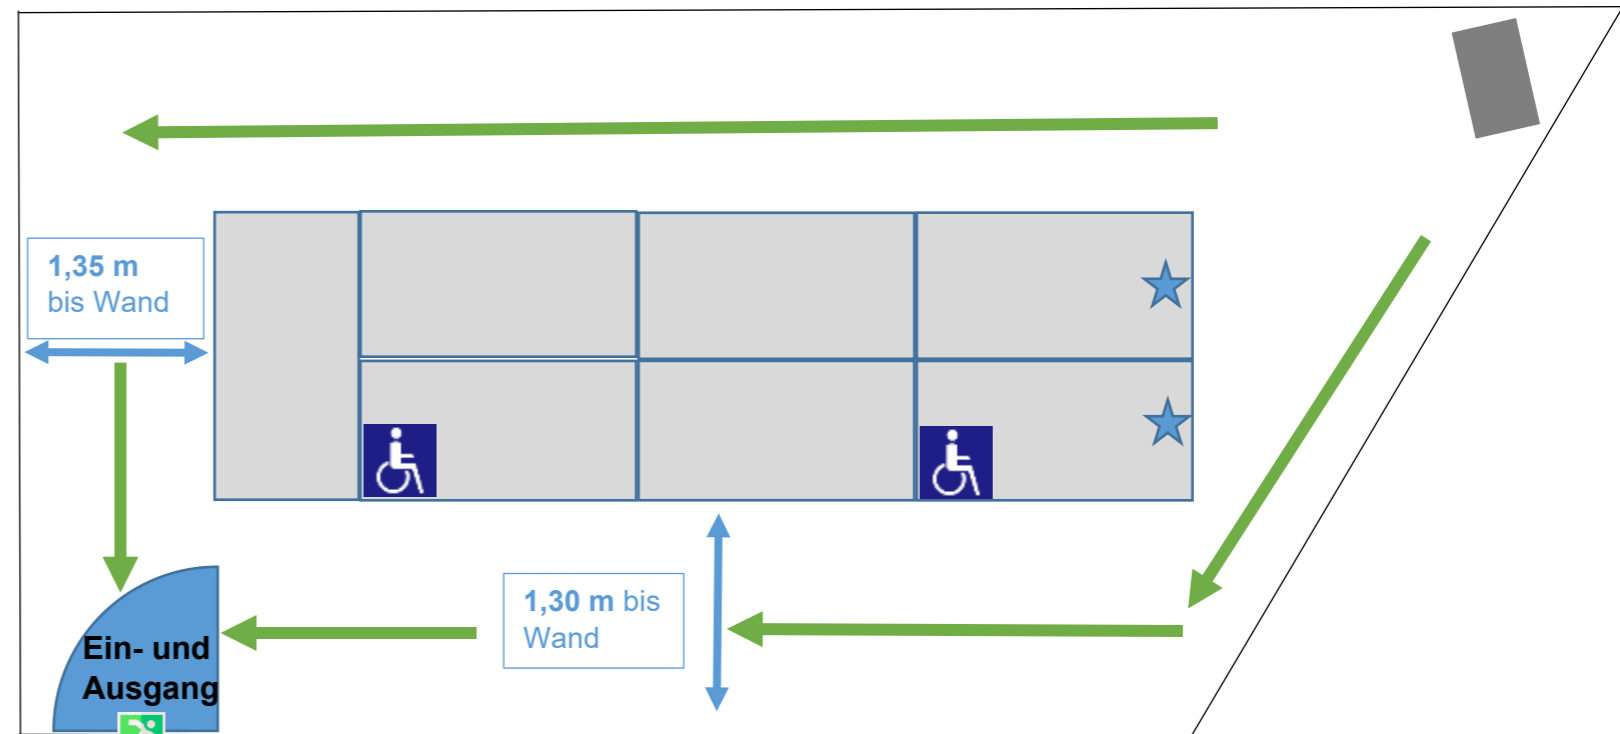 1,35 m
bis Wand
1,30 m bis
Wand
Ein- und
Ausgang